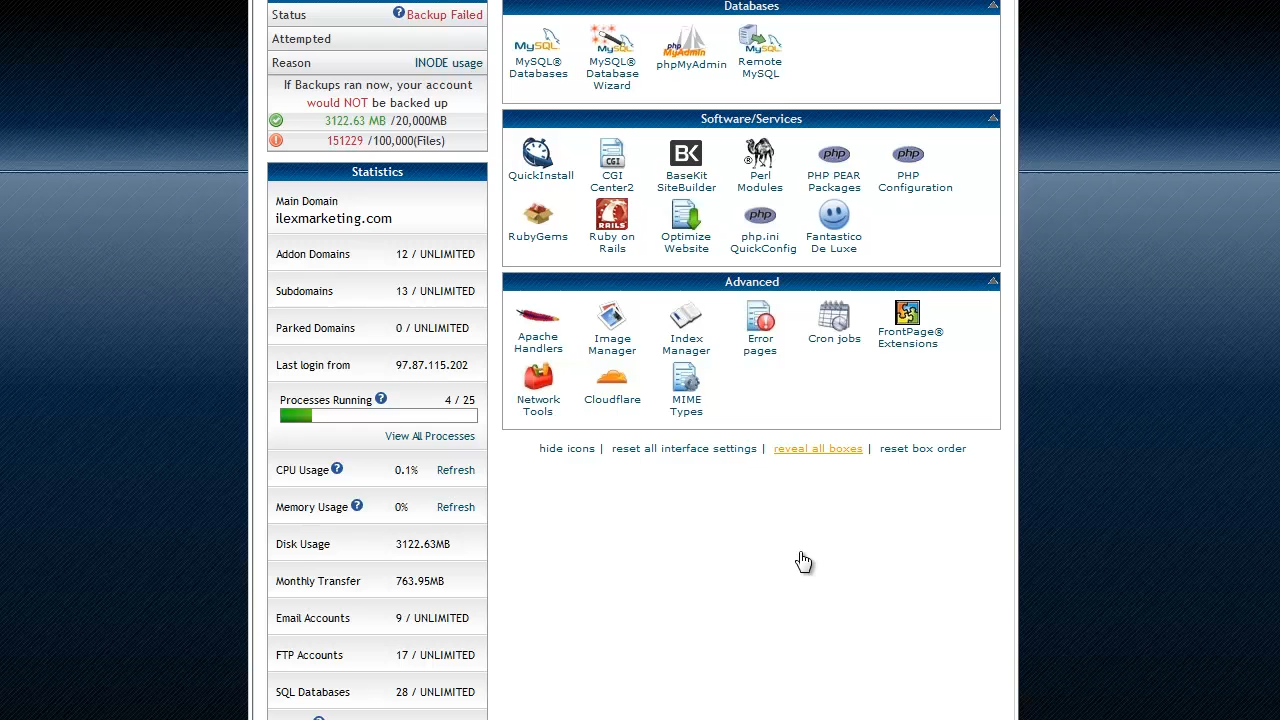 Status Backup Failed
Attempted
Reason INODE usage
If Backups ran now, your account
would NOT be backed up
3122.63 MB /20,000MB
151229 /100,000(Files)
Statistics
Main Domain
ilexmarketing.com
Addon Domains 12 / UNLIMITED
Subdomains 13 / UNLIMITED
Parked Domains 0 / UNLIMITED
Last login from 97.87.115.202
Processes Running 4 / 25
View All Processes
CPU Usage 0.1% Refresh
Memory Usage 0% Refresh
Disk Usage 3122.63MB
Monthly Transfer 763.95MB
Email Accounts 9 / UNLIMITED
FTP Accounts 17 / UNLIMITED
SQL Databases 28 / UNLIMITED
Databases
MySQL® Databases
MySQL® Database Wizard
phpMyAdmin
Remote MySQL
Software/Services
QuickInstall
CGI Center2
BaseKit SiteBuilder
Perl Modules
PHP PEAR Packages
PHP Configuration
RubyGems
Ruby on Rails
Optimize Website
php.ini QuickConfig
Fantastico De Luxe
Advanced
Apache Handlers
Image Manager
Index Manager
Error pages
Cron jobs
FrontPage® Extensions
Network Tools
Cloudflare
MIME Types
hide icons | reset all interface settings | reveal all boxes | reset box order